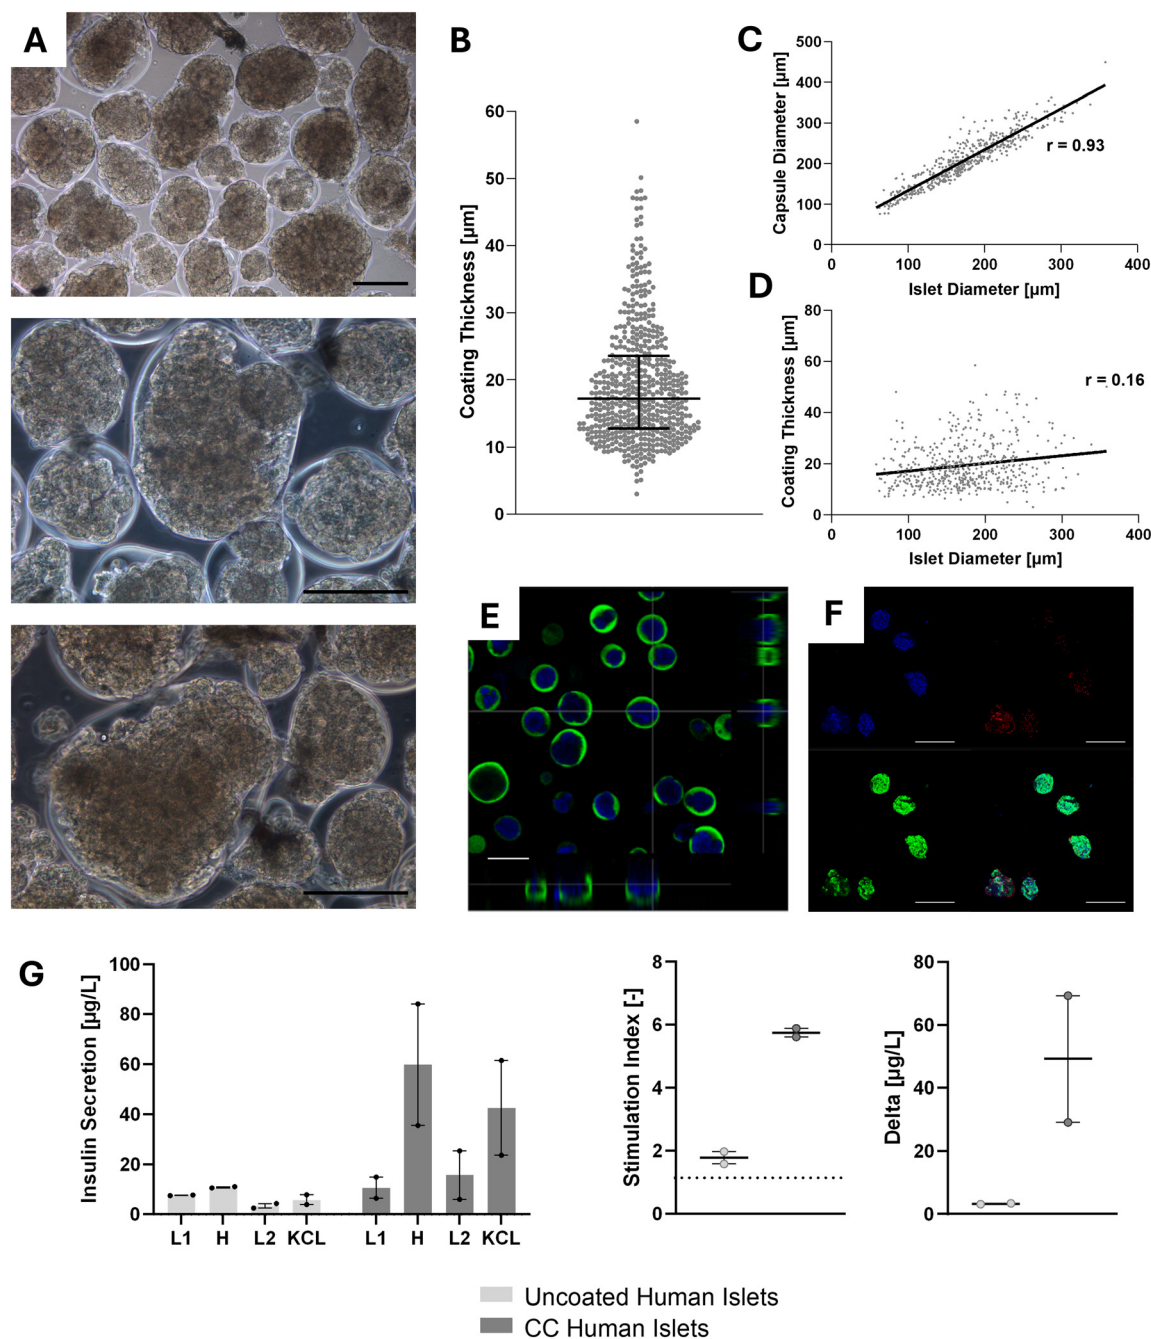 A
B
Coating Thickness [µm]
60
50
40
30
20
10
0
C
Capsule Diameter [µm]
500
400
300
200
100
0
r = 0.93
0 100 200 300 400
Islet Diameter [µm]
D
Coating Thickness [µm]
80
60
40
20
0
r = 0.16
0 100 200 300 400
Islet Diameter [µm]
E
F
G
Insulin Secretion [µg/L]
100
80
60
40
20
0
L1 H L2 KCL L1 H L2 KCL
Stimulation Index [-]
8
6
4
2
0
Delta [µg/L]
80
60
40
20
0
Uncoated Human Islets
CC Human Islets